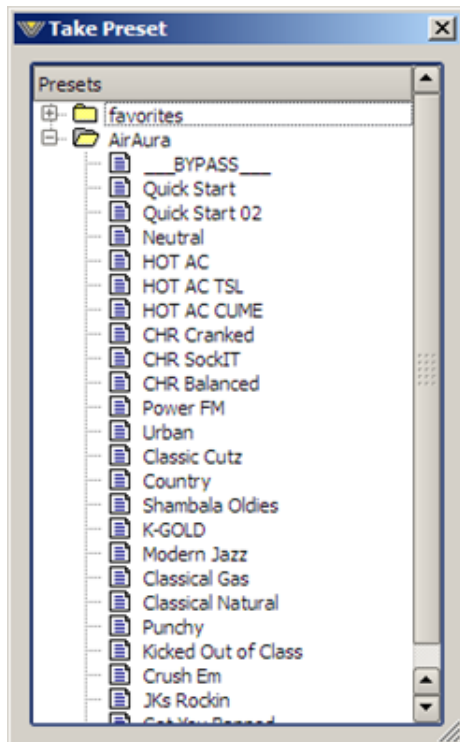 Take Preset
Presets
favorites
AirAura
___BYPASS___
Quick Start
Quick Start 02
Neutral
HOT AC
HOT AC TSL
HOT AC CUME
CHR Cranked
CHR SockIT
CHR Balanced
Power FM
Urban
Classic Cutz
Country
Shambala Oldies
K-GOLD
Modern Jazz
Classical Gas
Classical Natural
Punchy
Kicked Out of Class
Crush Em
JKs Rockin